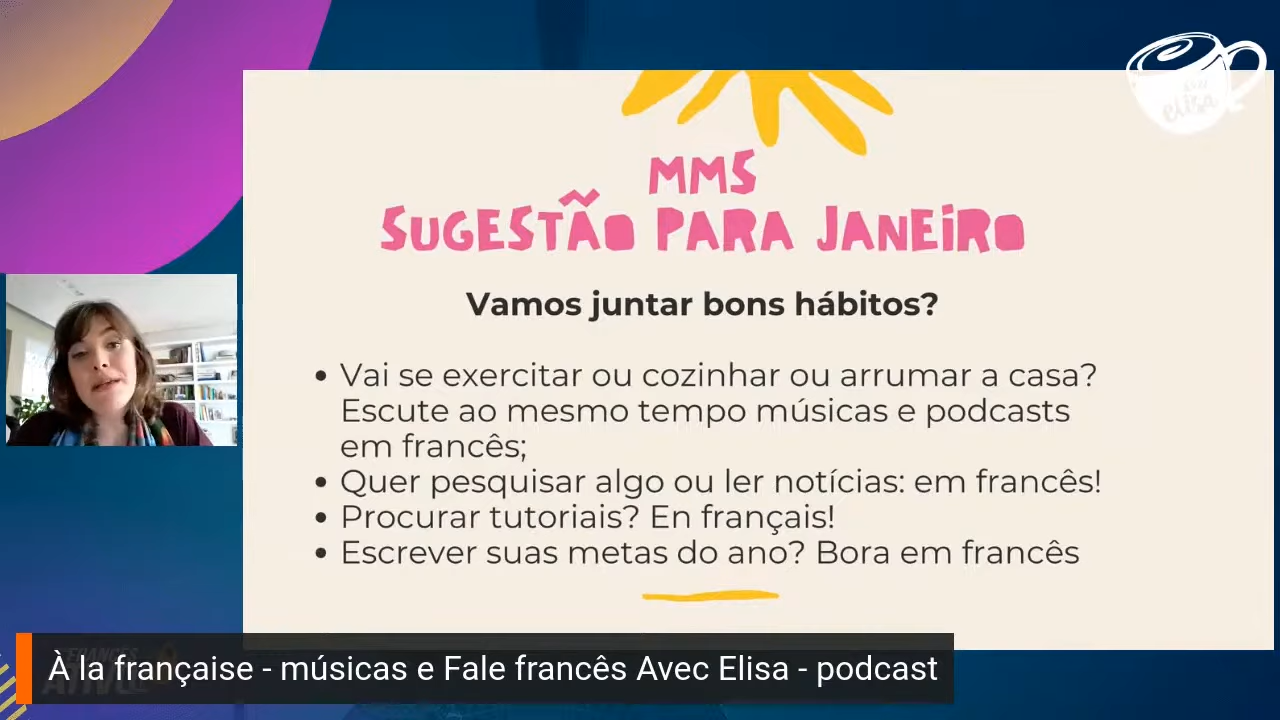 MMS
SUGESTÃO PARA JANEIRO
Vamos juntar bons hábitos?
• Vai se exercitar ou cozinhar ou arrumar a casa?
Escute ao mesmo tempo músicas e podcasts
em francês;
• Quer pesquisar algo ou ler notícias: em francês!
• Procurar tutoriais? En français!
• Escrever suas metas do ano? Bora em francês
À la française - músicas e Fale francês Avec Elisa - podcast